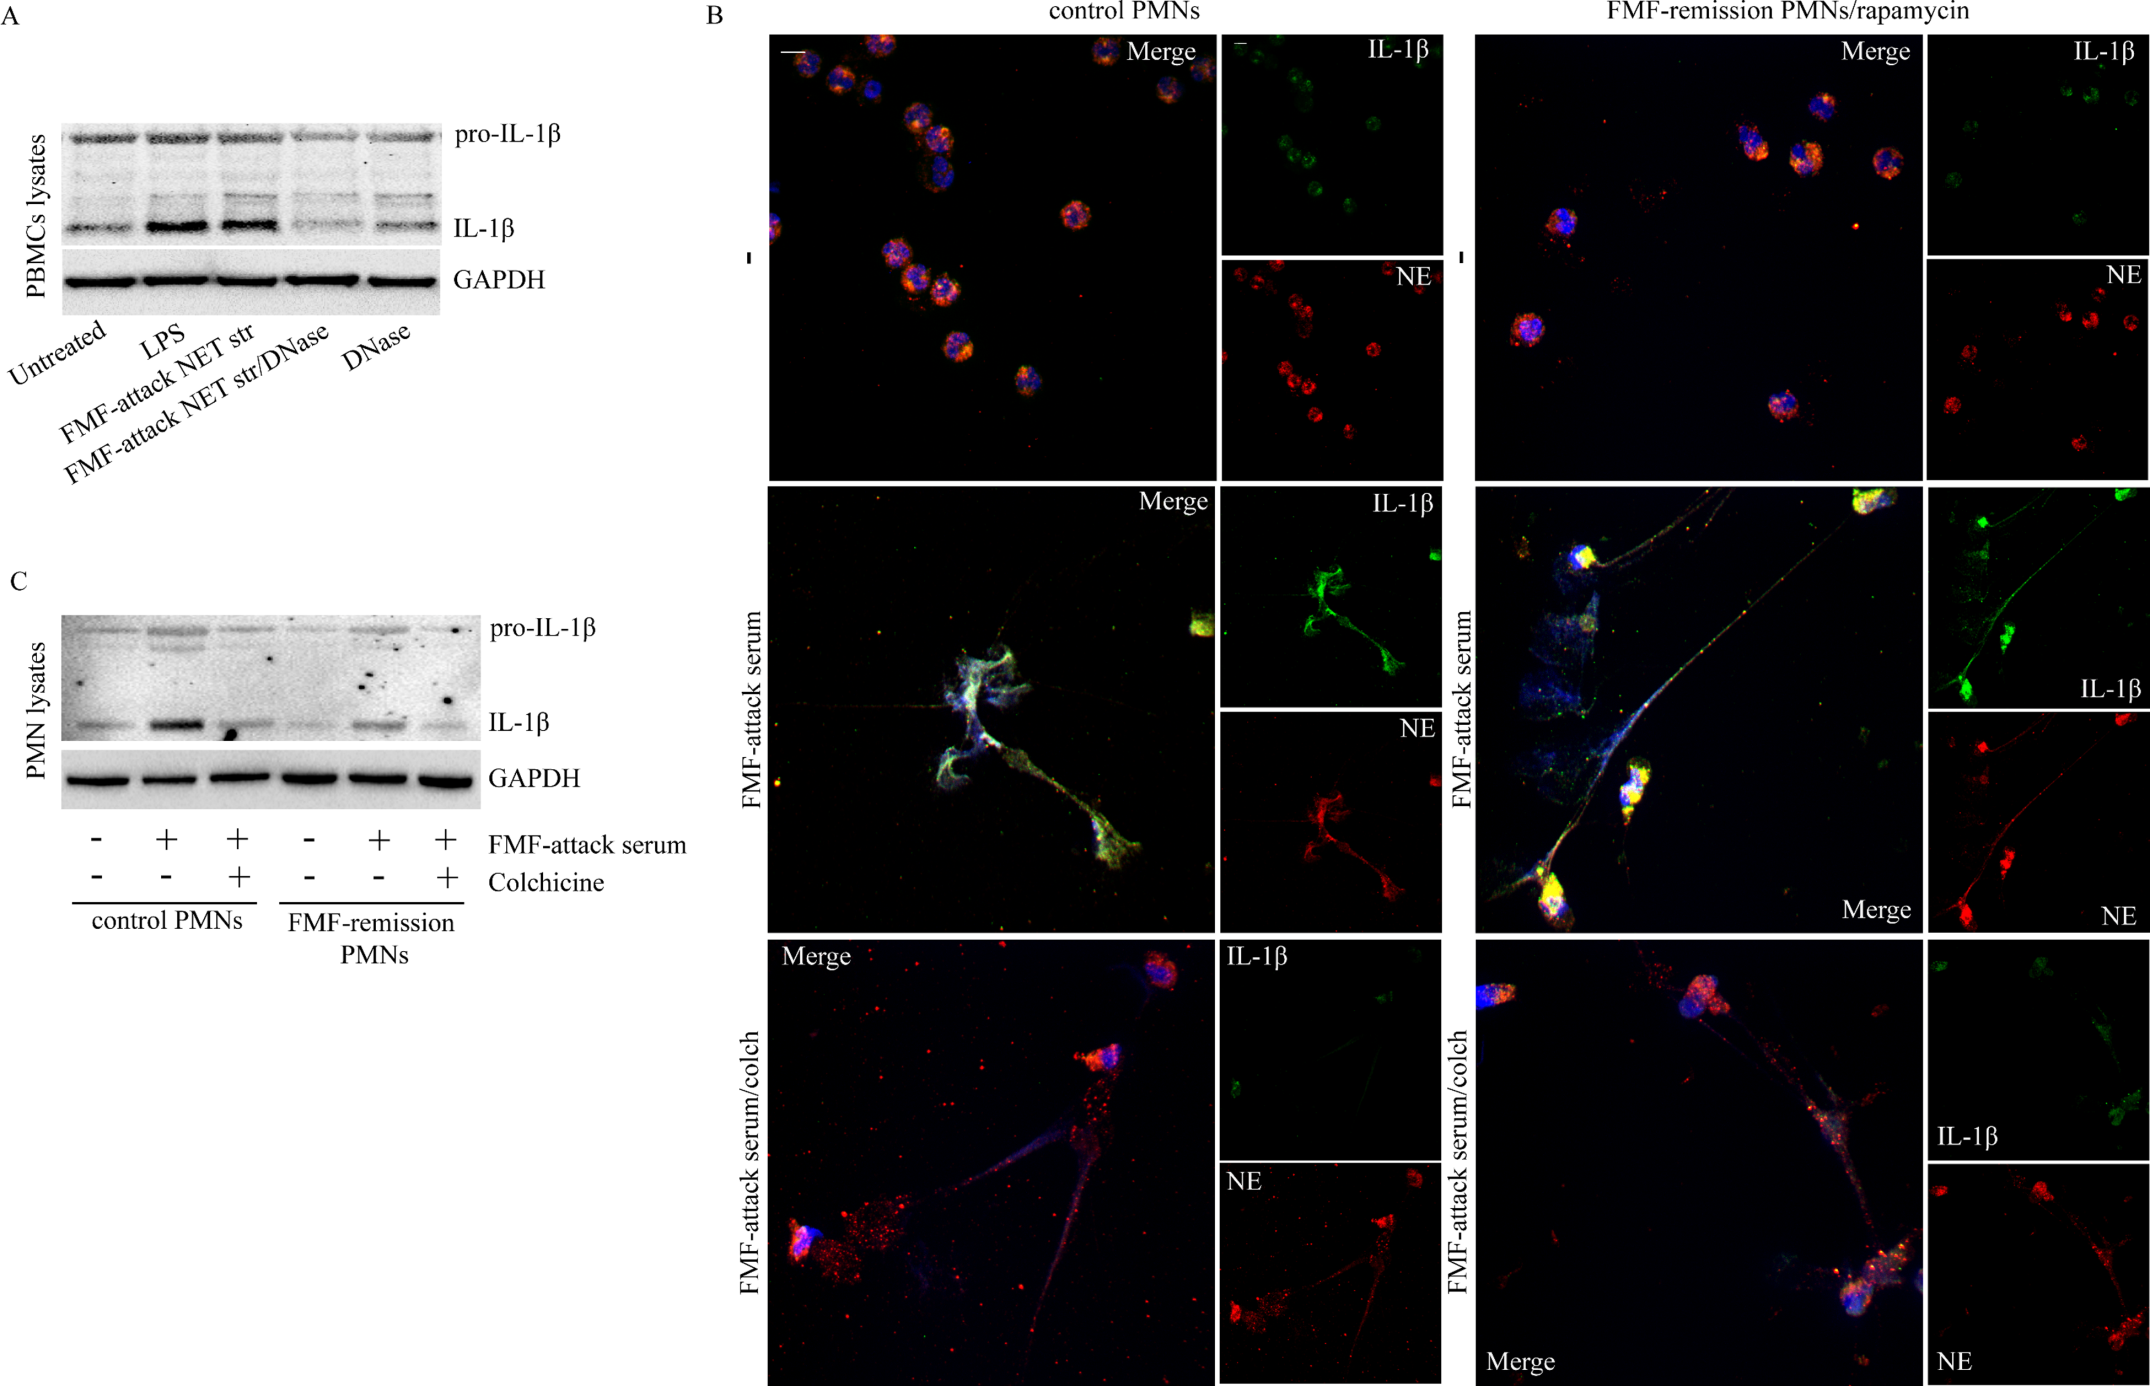 A
PBMCs lysates
pro-IL-1β
IL-1β
GAPDH
Untreated
LPS
FMF-attack NET str
FMF-attack NET str/DNase
DNase
C
PMN lysates
pro-IL-1β
IL-1β
GAPDH
- + + - + + FMF-attack serum
- - + - - + Colchicine
control PMNs
FMF-remission
PMNs
B
control PMNs
FMF-remission PMNs/rapamycin
-
Merge
IL-1β
NE
-
Merge
IL-1β
NE
FMF-attack serum
Merge
IL-1β
NE
FMF-attack serum
Merge
IL-1β
NE
FMF-attack serum/colch
Merge
IL-1β
NE
FMF-attack serum/colch
Merge
IL-1β
NE